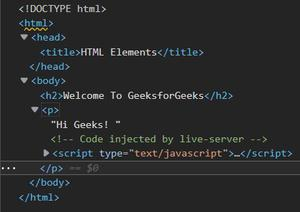 <!DOCTYPE html>
<html>
<head>
<title>HTML Elements</title>
</head>
<body>
<h2>Welcome To GeeksforGeeks</h2>
<p>
"Hi Geeks! "
<!-- Code injected by live-server -->
<script type="text/javascript">…</script>
</p> == $0
</body>
</html>